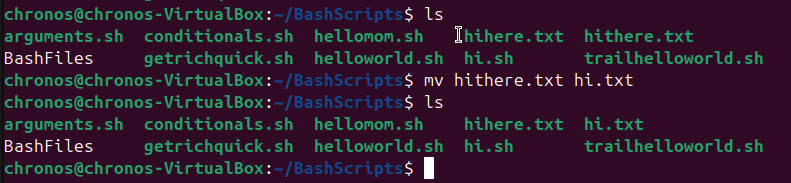 chronos@chronos-VirtualBox:~/BashScripts$ ls
arguments.sh conditionals.sh hellomom.sh hihere.txt hithere.txt
BashFiles getrichquick.sh helloworld.sh hi.sh trailhelloworld.sh
chronos@chronos-VirtualBox:~/BashScripts$ mv hithere.txt hi.txt
chronos@chronos-VirtualBox:~/BashScripts$ ls
arguments.sh conditionals.sh hellomom.sh hihere.txt hi.txt
BashFiles getrichquick.sh helloworld.sh hi.sh trailhelloworld.sh
chronos@chronos-VirtualBox:~/BashScripts$